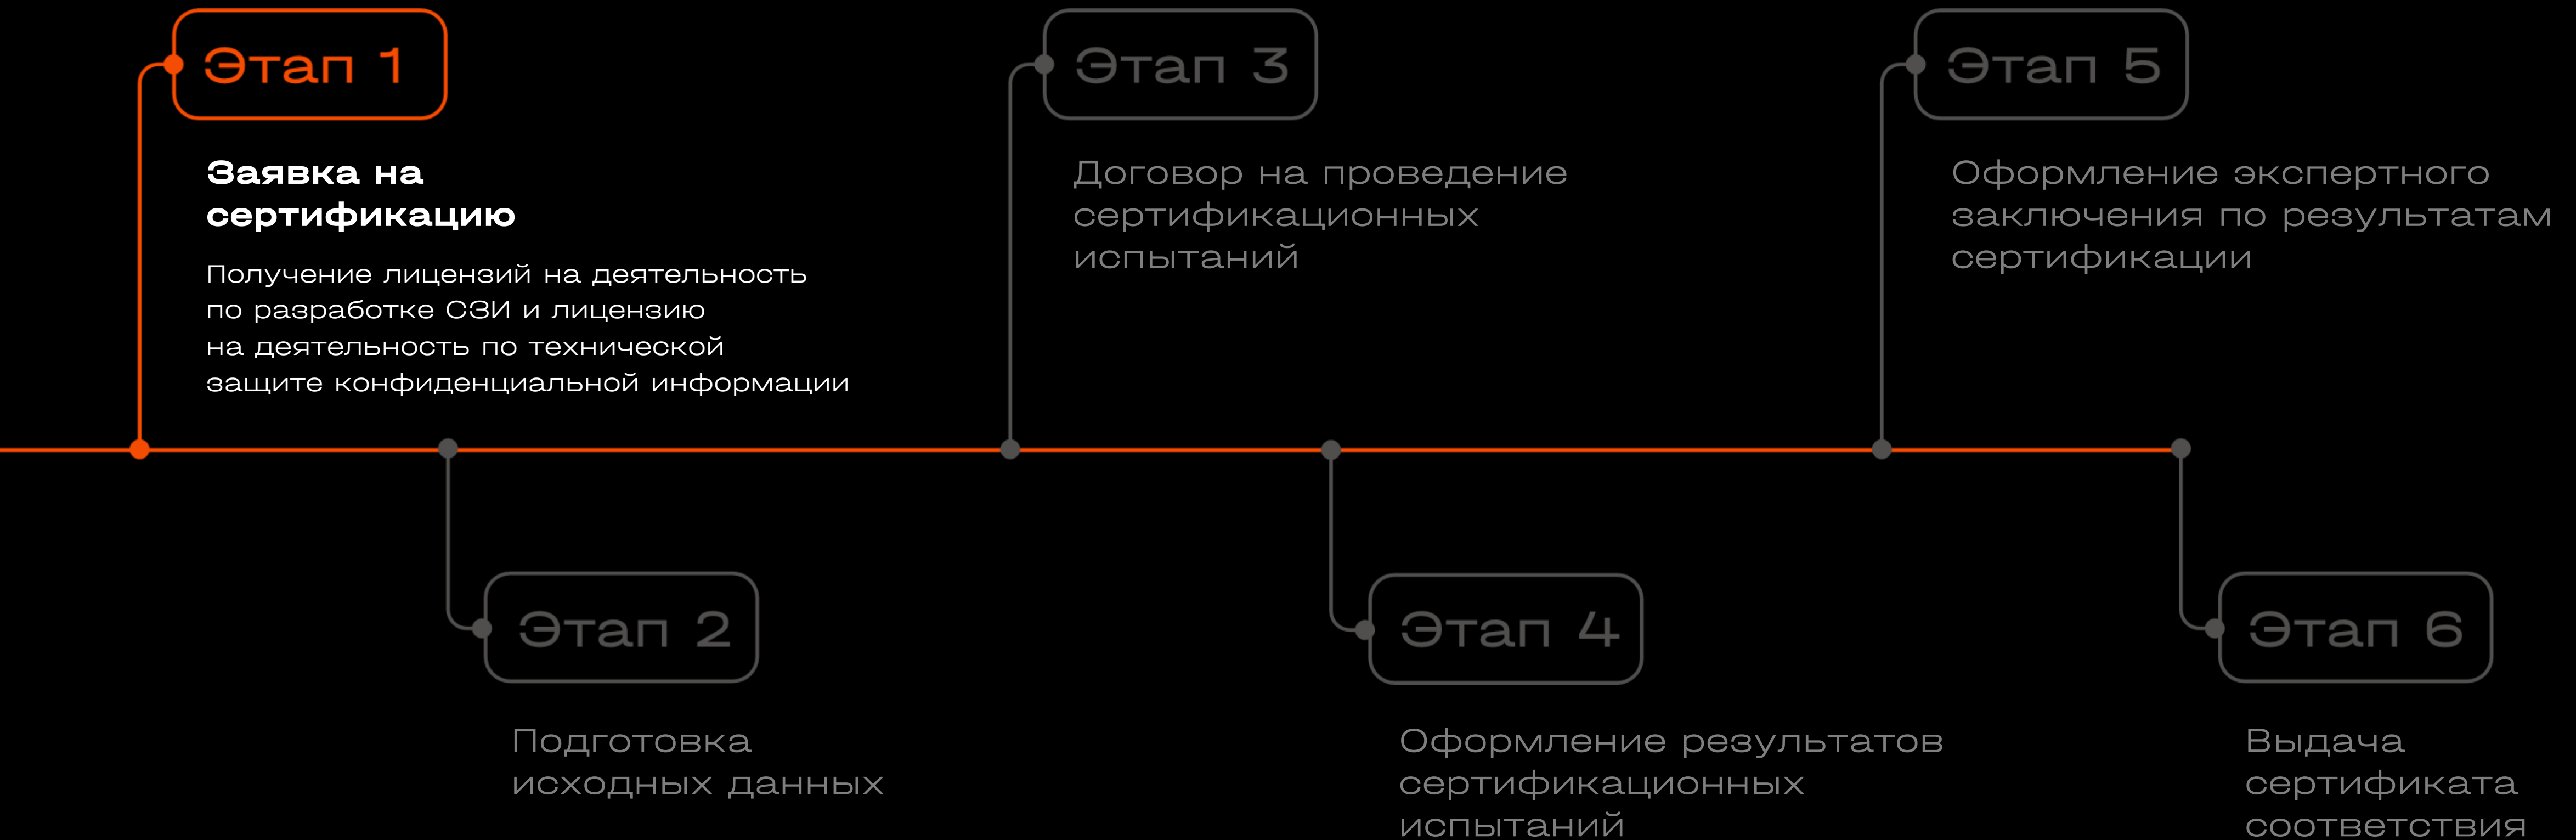 Этап 1
Заявка на
сертификацию
Получение лицензий на деятельность
по разработке СЗИ и лицензию
на деятельность по технической
защите конфиденциальной информации
Этап 2
Подготовка
исходных данных
Этап 3
Договор на проведение
сертификационных
испытаний
Этап 4
Оформление результатов
сертификационных
испытаний
Этап 5
Оформление экспертного
заключения по результатам
сертификации
Этап 6
Выдача
сертификата
соответствия